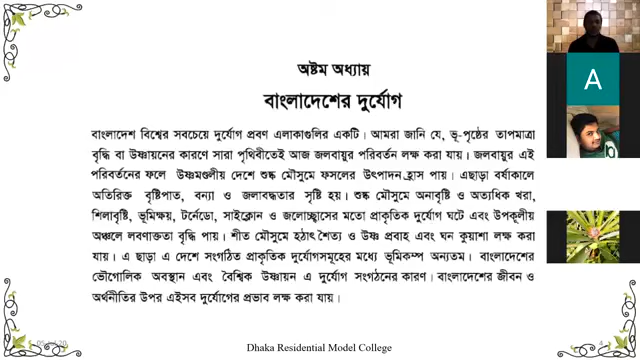 অষ্টম অধ্যায়
বাংলাদেশের দুর্যোগ
বাংলাদেশ বিশ্বের সবচেয়ে দুর্যোগ প্রবণ এলাকাগুলির একটি। আমরা জানি যে, ভূ-পৃষ্ঠের তাপমাত্রা
বৃদ্ধি বা উষ্ণায়নের কারণে সারা পৃথিবীতেই আজ জলবায়ুর পরিবর্তন লক্ষ করা যায়। জলবায়ুর এই
পরিবর্তনের ফলে উষ্ণমণ্ডলীয় দেশে শুষ্ক মৌসুমে ফসলের উৎপাদন হ্রাস পায়। এছাড়া বর্ষাকালে
অতিরিক্ত বৃষ্টিপাত, বন্যা ও জলাবদ্ধতার সৃষ্টি হয়। শুষ্ক মৌসুমে অনাবৃষ্টি ও অত্যধিক খরা,
শিলাবৃষ্টি, ভূমিক্ষয়, টর্নেডো, সাইক্লোন ও জলোচ্ছ্বাসের মতো প্রাকৃতিক দুর্যোগ ঘটে এবং উপকূলীয়
অঞ্চলে লবণাক্ততা বৃদ্ধি পায়। শীত মৌসুমে হঠাৎ শৈত্য ও উষ্ণ প্রবাহ এবং ঘন কুয়াশা লক্ষ করা
যায়। এ ছাড়া এ দেশে সংগঠিত প্রাকৃতিক দুর্যোগসমূহের মধ্যে ভূমিকম্প অন্যতম। বাংলাদেশের
ভৌগোলিক অবস্থান এবং বৈশ্বিক উষ্ণায়ন এ দুর্যোগ সংগঠনের কারণ। বাংলাদেশের জীবন ও
অর্থনীতির উপর এইসব দুর্যোগের প্রভাব লক্ষ করা যায়।
Dhaka Residential Model College
4
A